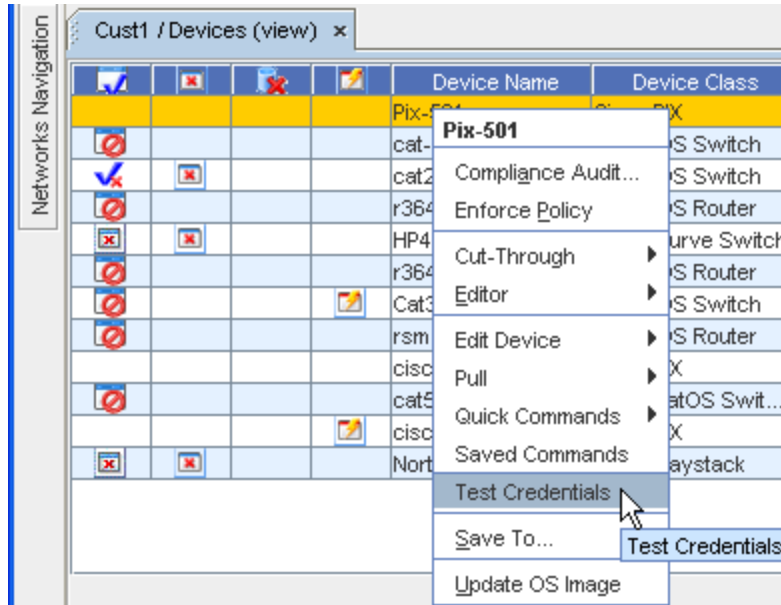 Networks Navigation
Cust1 / Devices (view) ×
Device Name Device Class
Pix-501
cat-
S Switch
cat2
S Switch
r364
S Router
HP4
urve Switch
r364
S Router
Cat3
S Switch
rsm
S Router
cisc
X
cat5
atOS Swit...
cisc
X
Nort
aystack
Pix-501
Compliance Audit...
Enforce Policy
Cut-Through
Editor
Edit Device
Pull
Quick Commands
Saved Commands
Test Credentials
Save To...
Test Credentials
Update OS Image